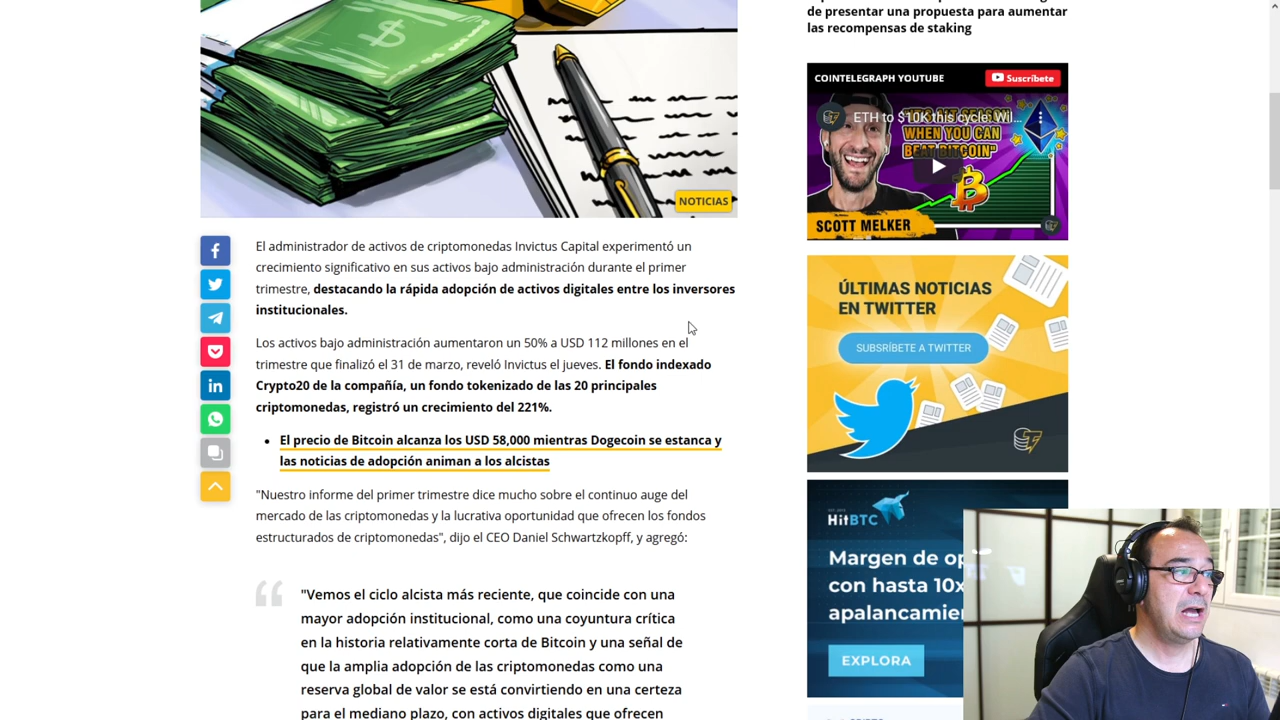 de presentar una propuesta para aumentar
las recompensas de staking
COINTELEGRAPH YOUTUBE
Suscríbete
ETH to $10K this cycle: Wil...
WHEN YOU CAN
BEAT BITCOIN"
SCOTT MELKER
NOTICIAS
El administrador de activos de criptomonedas Invictus Capital experimentó un
crecimiento significativo en sus activos bajo administración durante el primer
trimestre, destacando la rápida adopción de activos digitales entre los inversores
institucionales.
Los activos bajo administración aumentaron un 50% a USD 112 millones en el
trimestre que finalizó el 31 de marzo, reveló Invictus el jueves. El fondo indexado
Crypto20 de la compañía, un fondo tokenizado de las 20 principales
criptomonedas, registró un crecimiento del 221%.
El precio de Bitcoin alcanza los USD 58,000 mientras Dogecoin se estanca y
las noticias de adopción animan a los alcistas
"Nuestro informe del primer trimestre dice mucho sobre el continuo auge del
mercado de las criptomonedas y la lucrativa oportunidad que ofrecen los fondos
estructurados de criptomonedas", dijo el CEO Daniel Schwartzkopff, y agregó:
"Vemos el ciclo alcista más reciente, que coincide con una
mayor adopción institucional, como una coyuntura crítica
en la historia relativamente corta de Bitcoin y una señal de
que la amplia adopción de las criptomonedas como una
reserva global de valor se está convirtiendo en una certeza
para el mediano plazo, con activos digitales que ofrecen
ÚLTIMAS NOTICIAS
EN TWITTER
SUBSRÍBETE A TWITTER
HitBTC
Margen de op
con hasta 10x
apalancamie
EXPLORA